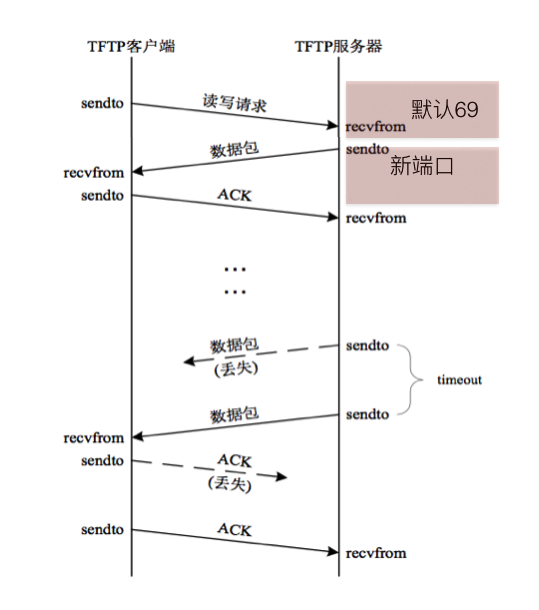 TFTP客户端
TFTP服务器
sendto
读写请求
默认69
recvfrom
数据包
sendto
新端口
recvfrom
sendto
ACK
recvfrom
...
...
数据包
sendto
(丢失)
timeout
数据包
sendto
recvfrom
sendto
ACK
(丢失)
sendto
ACK
recvfrom